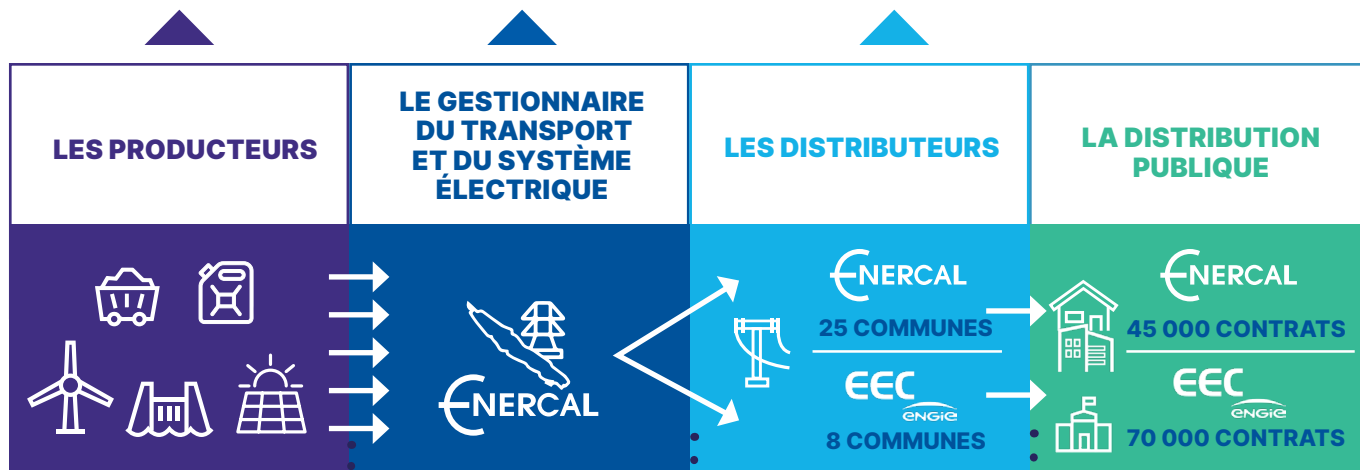 LES PRODUCTEURS
LE GESTIONNAIRE
DU TRANSPORT
ET DU SYSTÈME
ÉLECTRIQUE
LES DISTRIBUTEURS
LA DISTRIBUTION
PUBLIQUE
ENERCAL
ENERCAL
25 COMMUNES
EEC
ENGIE
8 COMMUNES
ENERCAL
45 000 CONTRATS
EEC
ENGIE
70 000 CONTRATS